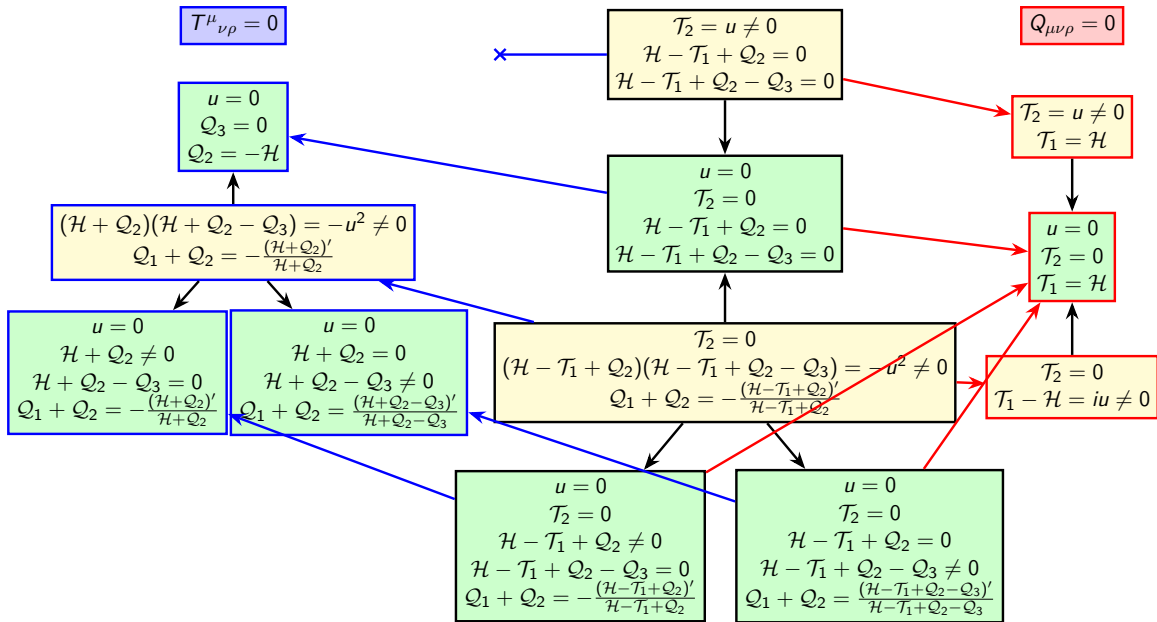 T^μ_{νρ} = 0
Q_{μνρ} = 0
𝒯₂ = u ≠ 0
ℋ − 𝒯₁ + 𝒬₂ = 0
ℋ − 𝒯₁ + 𝒬₂ − 𝒬₃ = 0
u = 0
𝒬₃ = 0
𝒬₂ = −ℋ
𝒯₂ = u ≠ 0
𝒯₁ = ℋ
u = 0
𝒯₂ = 0
ℋ − 𝒯₁ + 𝒬₂ = 0
ℋ − 𝒯₁ + 𝒬₂ − 𝒬₃ = 0
(ℋ + 𝒬₂)(ℋ + 𝒬₂ − 𝒬₃) = −u² ≠ 0
𝒬₁ + 𝒬₂ = −(ℋ+𝒬₂)′/(ℋ+𝒬₂)
u = 0
𝒯₂ = 0
𝒯₁ = ℋ
u = 0
ℋ + 𝒬₂ ≠ 0
ℋ + 𝒬₂ − 𝒬₃ = 0
𝒬₁ + 𝒬₂ = −(ℋ+𝒬₂)′/(ℋ+𝒬₂)
u = 0
ℋ + 𝒬₂ = 0
ℋ + 𝒬₂ − 𝒬₃ ≠ 0
𝒬₁ + 𝒬₂ = (ℋ+𝒬₂−𝒬₃)′/(ℋ+𝒬₂−𝒬₃)
𝒯₂ = 0
(ℋ − 𝒯₁ + 𝒬₂)(ℋ − 𝒯₁ + 𝒬₂ − 𝒬₃) = −u² ≠ 0
𝒬₁ + 𝒬₂ = −(ℋ−𝒯₁+𝒬₂)′/(ℋ−𝒯₁+𝒬₂)
𝒯₂ = 0
𝒯₁ − ℋ = iu ≠ 0
u = 0
𝒯₂ = 0
ℋ − 𝒯₁ + 𝒬₂ ≠ 0
ℋ − 𝒯₁ + 𝒬₂ − 𝒬₃ = 0
𝒬₁ + 𝒬₂ = −(ℋ−𝒯₁+𝒬₂)′/(ℋ−𝒯₁+𝒬₂)
u = 0
𝒯₂ = 0
ℋ − 𝒯₁ + 𝒬₂ = 0
ℋ − 𝒯₁ + 𝒬₂ − 𝒬₃ ≠ 0
𝒬₁ + 𝒬₂ = (ℋ−𝒯₁+𝒬₂−𝒬₃)′/(ℋ−𝒯₁+𝒬₂−𝒬₃)